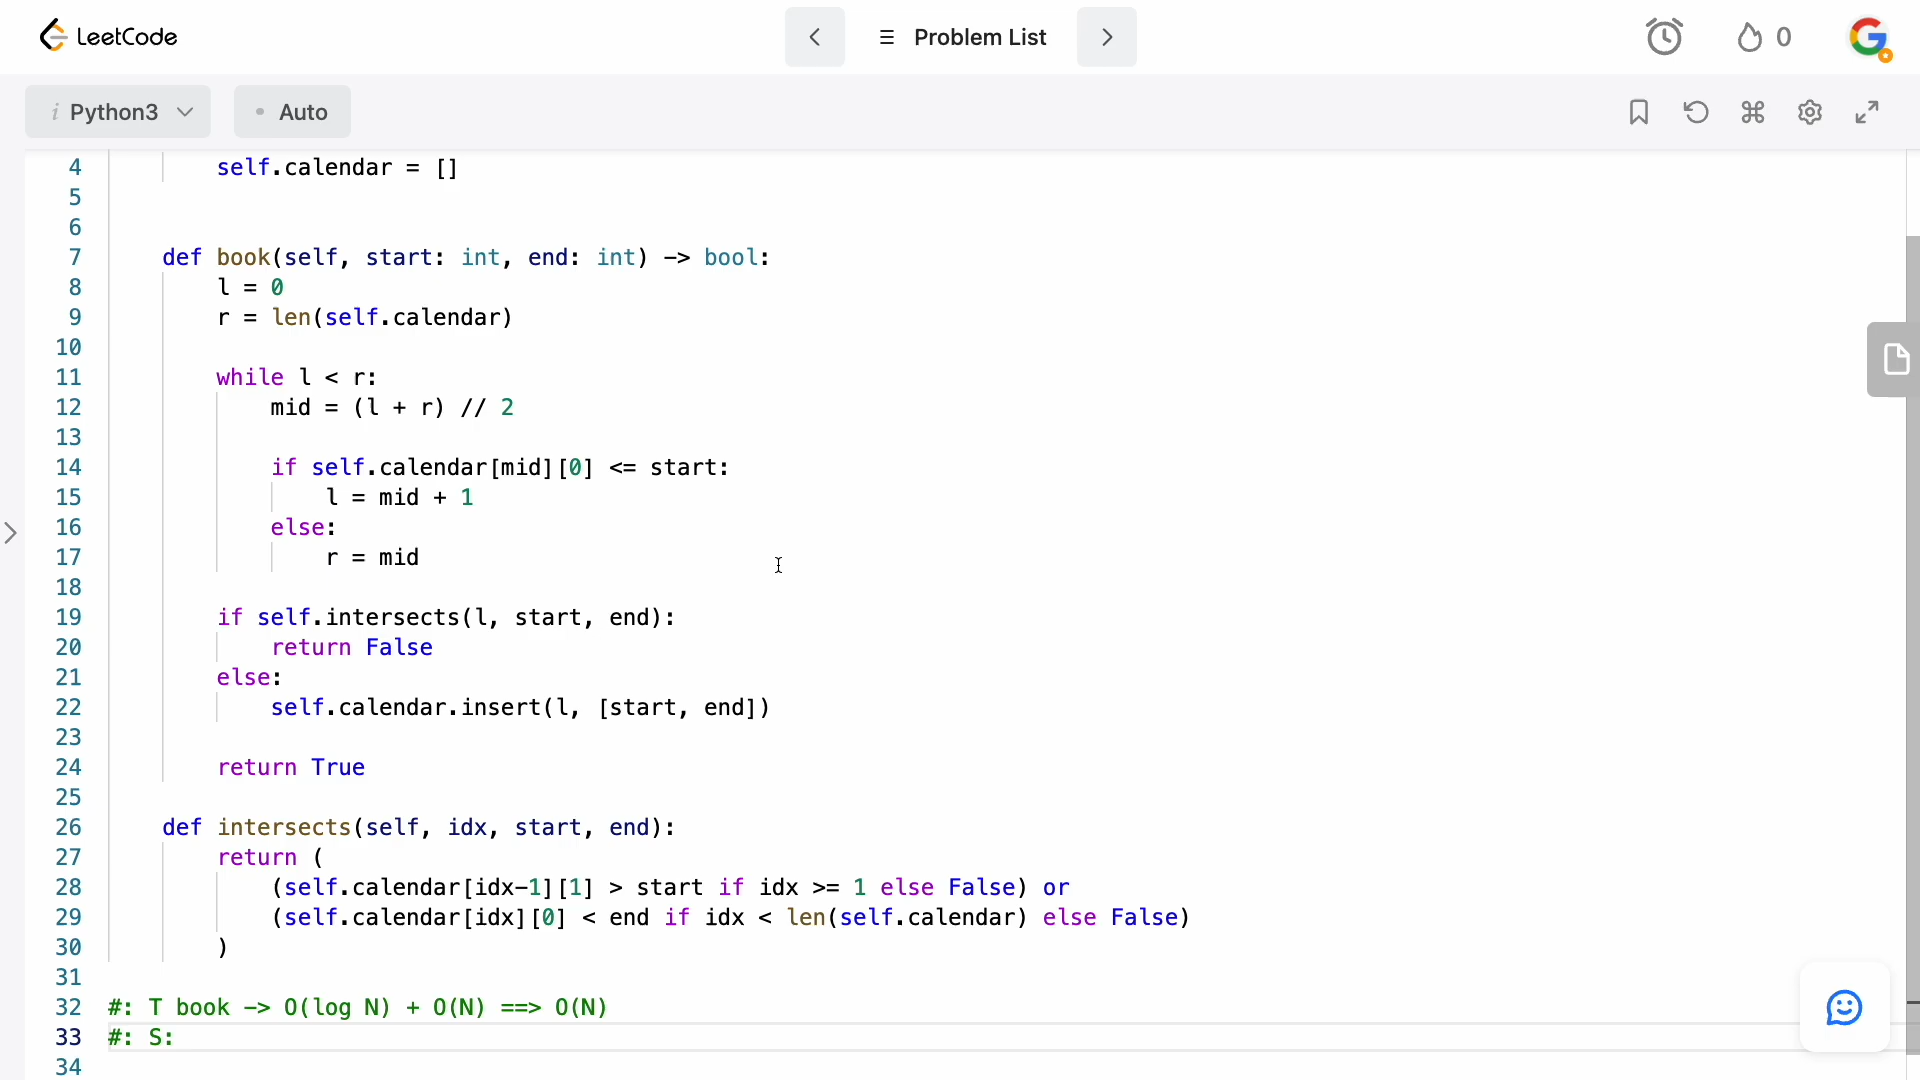 LeetCode
Problem List
0
i Python3
Auto
4 self.calendar = []
5
6
7 def book(self, start: int, end: int) -> bool:
8 l = 0
9 r = len(self.calendar)
10
11 while l < r:
12 mid = (l + r) // 2
13
14 if self.calendar[mid][0] <= start:
15 l = mid + 1
16 else:
17 r = mid
18
19 if self.intersects(l, start, end):
20 return False
21 else:
22 self.calendar.insert(l, [start, end])
23
24 return True
25
26 def intersects(self, idx, start, end):
27 return (
28 (self.calendar[idx-1][1] > start if idx >= 1 else False) or
29 (self.calendar[idx][0] < end if idx < len(self.calendar) else False)
30 )
31
32 #: T book -> O(log N) + O(N) ==> O(N)
33 #: S:
34